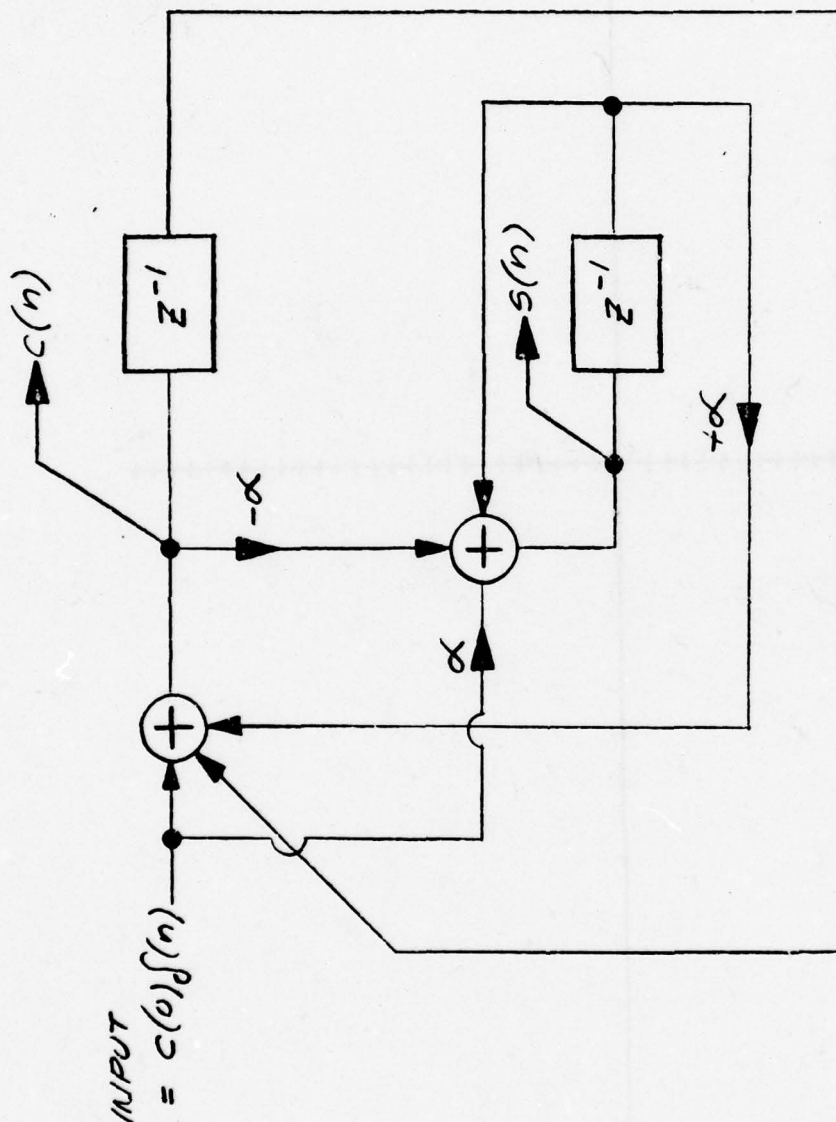 C(n)
Z⁻¹
S(n)
Z⁻¹
-α
+α
+
+
α
INPUT
= C(0)δ(n)